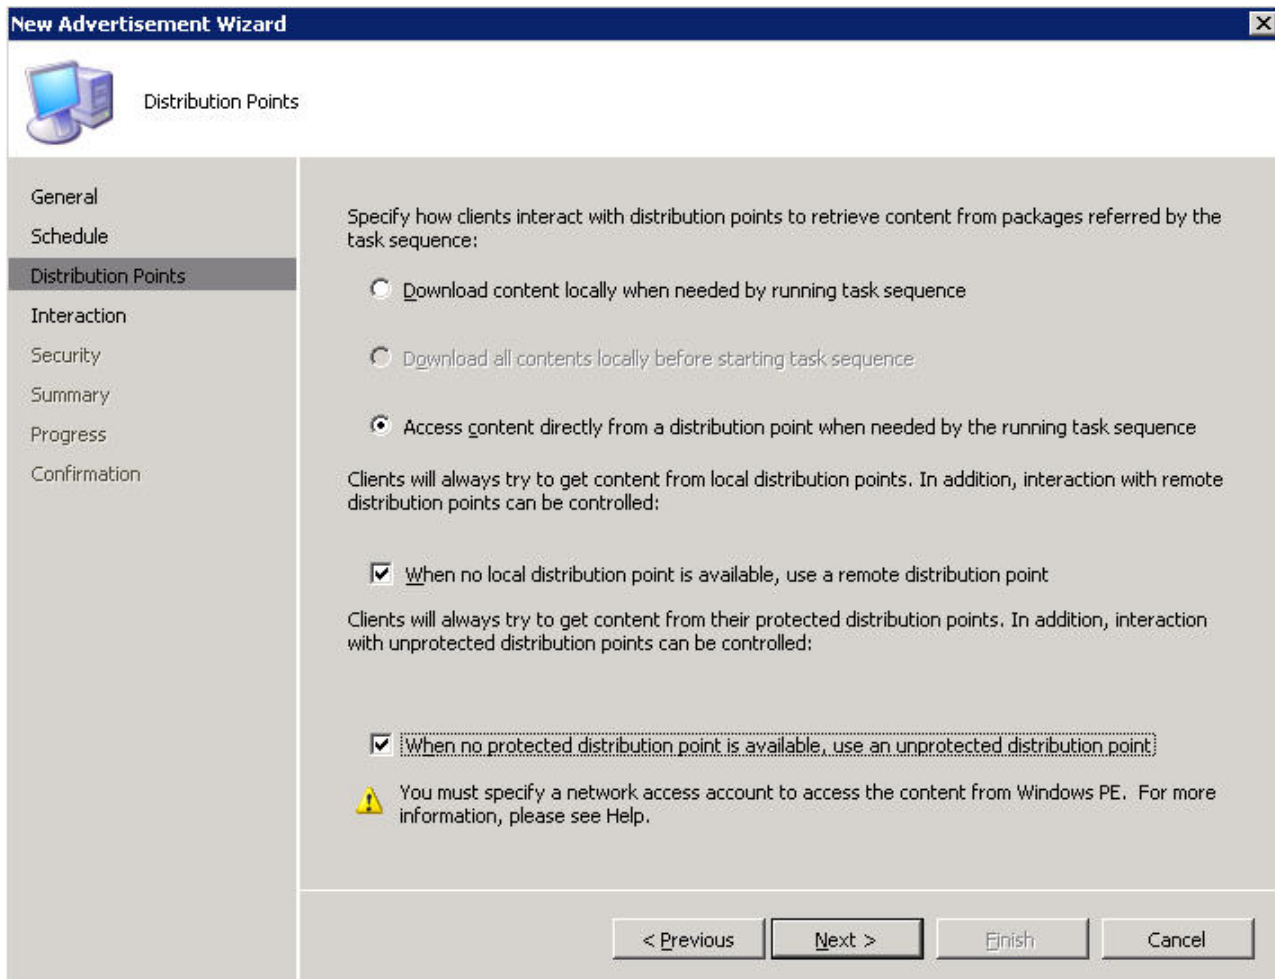 New Advertisement Wizard
Distribution Points
General
Schedule
Distribution Points
Interaction
Security
Summary
Progress
Confirmation
Specify how clients interact with distribution points to retrieve content from packages referred by the
task sequence:
Download content locally when needed by running task sequence
Download all contents locally before starting task sequence
Access content directly from a distribution point when needed by the running task sequence
Clients will always try to get content from local distribution points. In addition, interaction with remote
distribution points can be controlled:
When no local distribution point is available, use a remote distribution point
Clients will always try to get content from their protected distribution points. In addition, interaction
with unprotected distribution points can be controlled:
When no protected distribution point is available, use an unprotected distribution point
You must specify a network access account to access the content from Windows PE. For more
information, please see Help.
< Previous
Next >
Finish
Cancel